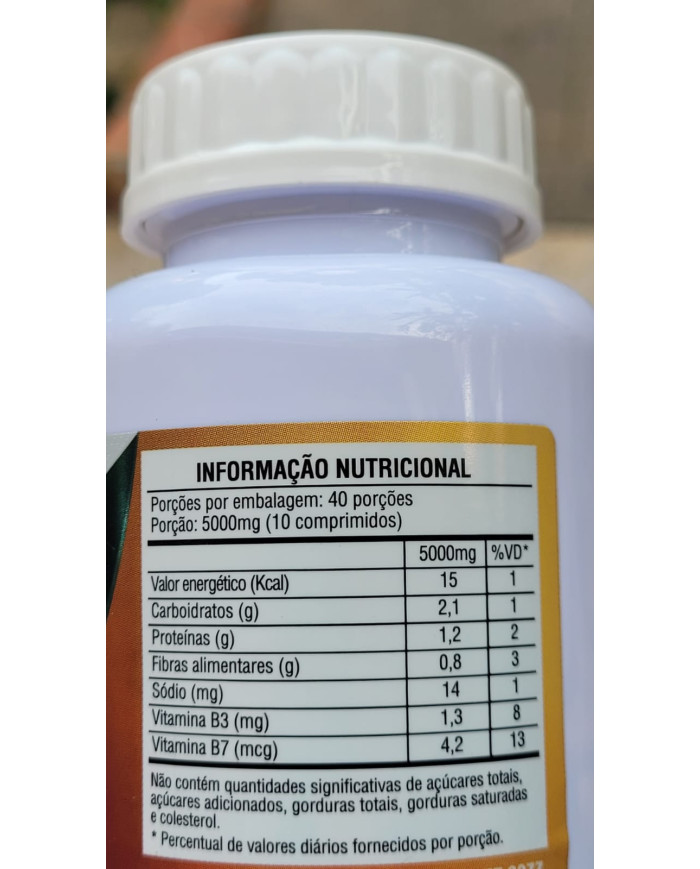 INFORMAÇÃO NUTRICIONAL
Porções por embalagem: 40 porções
Porção: 5000mg (10 comprimidos)
5000mg %VD*
Valor energético (Kcal) 15 1
Carboidratos (g) 2,1 1
Proteínas (g) 1,2 2
Fibras alimentares (g) 0,8 3
Sódio (mg) 14 1
Vitamina B3 (mg) 1,3 8
Vitamina B7 (mcg) 4,2 13
Não contém quantidades significativas de açúcares totais,
açúcares adicionados, gorduras totais, gorduras saturadas
e colesterol.
* Percentual de valores diários fornecidos por porção.